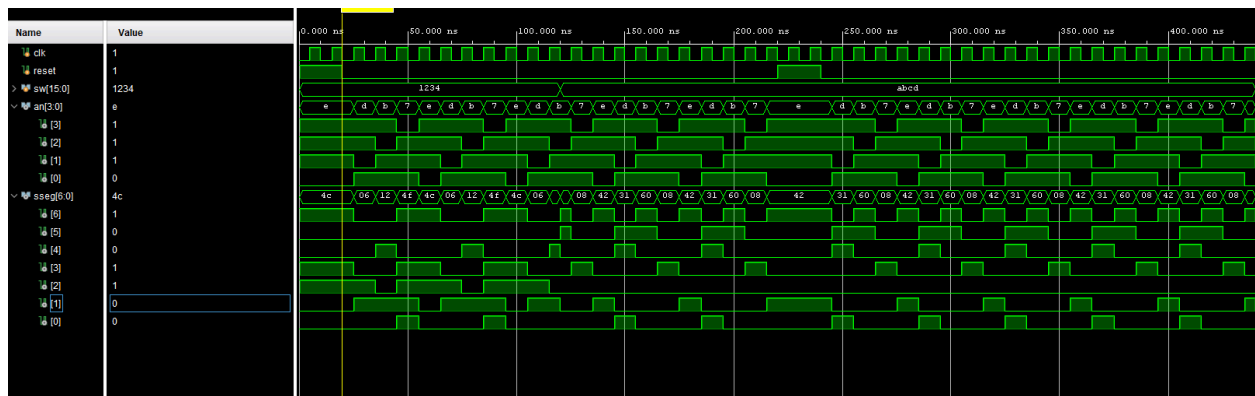 Name Value 0.000 ns 50.000 ns 100.000 ns 150.000 ns 200.000 ns 250.000 ns 300.000 ns 350.000 ns 400.000 ns
clk 1
reset 1
sw[15:0] 1234 1234 abcd
an[3:0] e e d b 7 e d b 7 e d b 7 e d b 7 e d b 7 e d b 7 e d b 7 e d b 7 e d b 7 e d b 7
[3] 1
[2] 1
[1] 1
[0] 0
sseg[6:0] 4c 4c 06 12 4f 4c 06 12 4f 4c 06 08 42 31 60 08 42 31 60 08 42 31 60 08 42 31 60 08 42 31 60 08 42 31 60 08
[6] 1
[5] 0
[4] 0
[3] 1
[2] 1
[1] 0
[0] 0